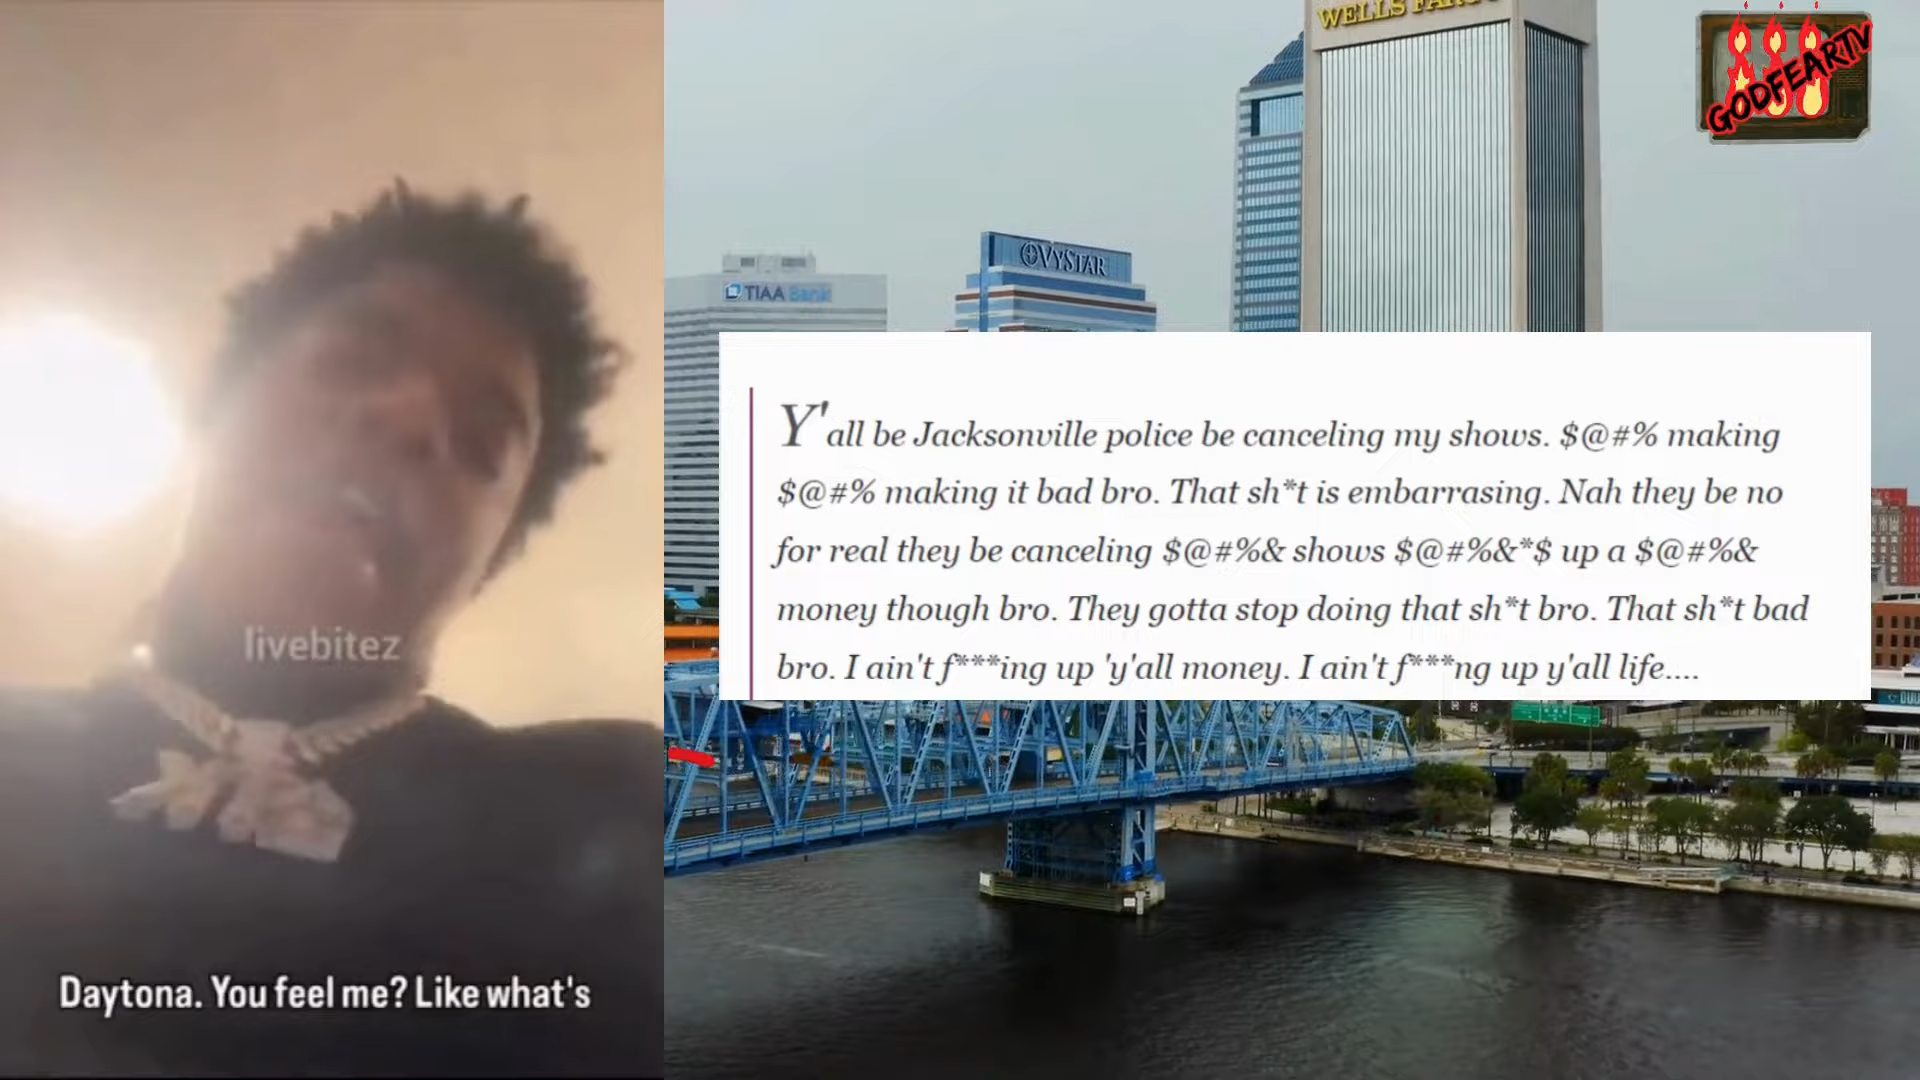 WELLS FARGO
GODFEARTV
VYSTAR
TIAA Bank
Y'all be Jacksonville police be canceling my shows. $@#% making
$@#% making it bad bro. That sh*t is embarrasing. Nah they be no
for real they be canceling $@#%& shows $@#%&*$ up a $@#%&
money though bro. They gotta stop doing that sh*t bro. That sh*t bad
bro. I ain't f***ing up 'y'all money. I ain't f***ng up y'all life....
livebitez
Daytona. You feel me? Like what's